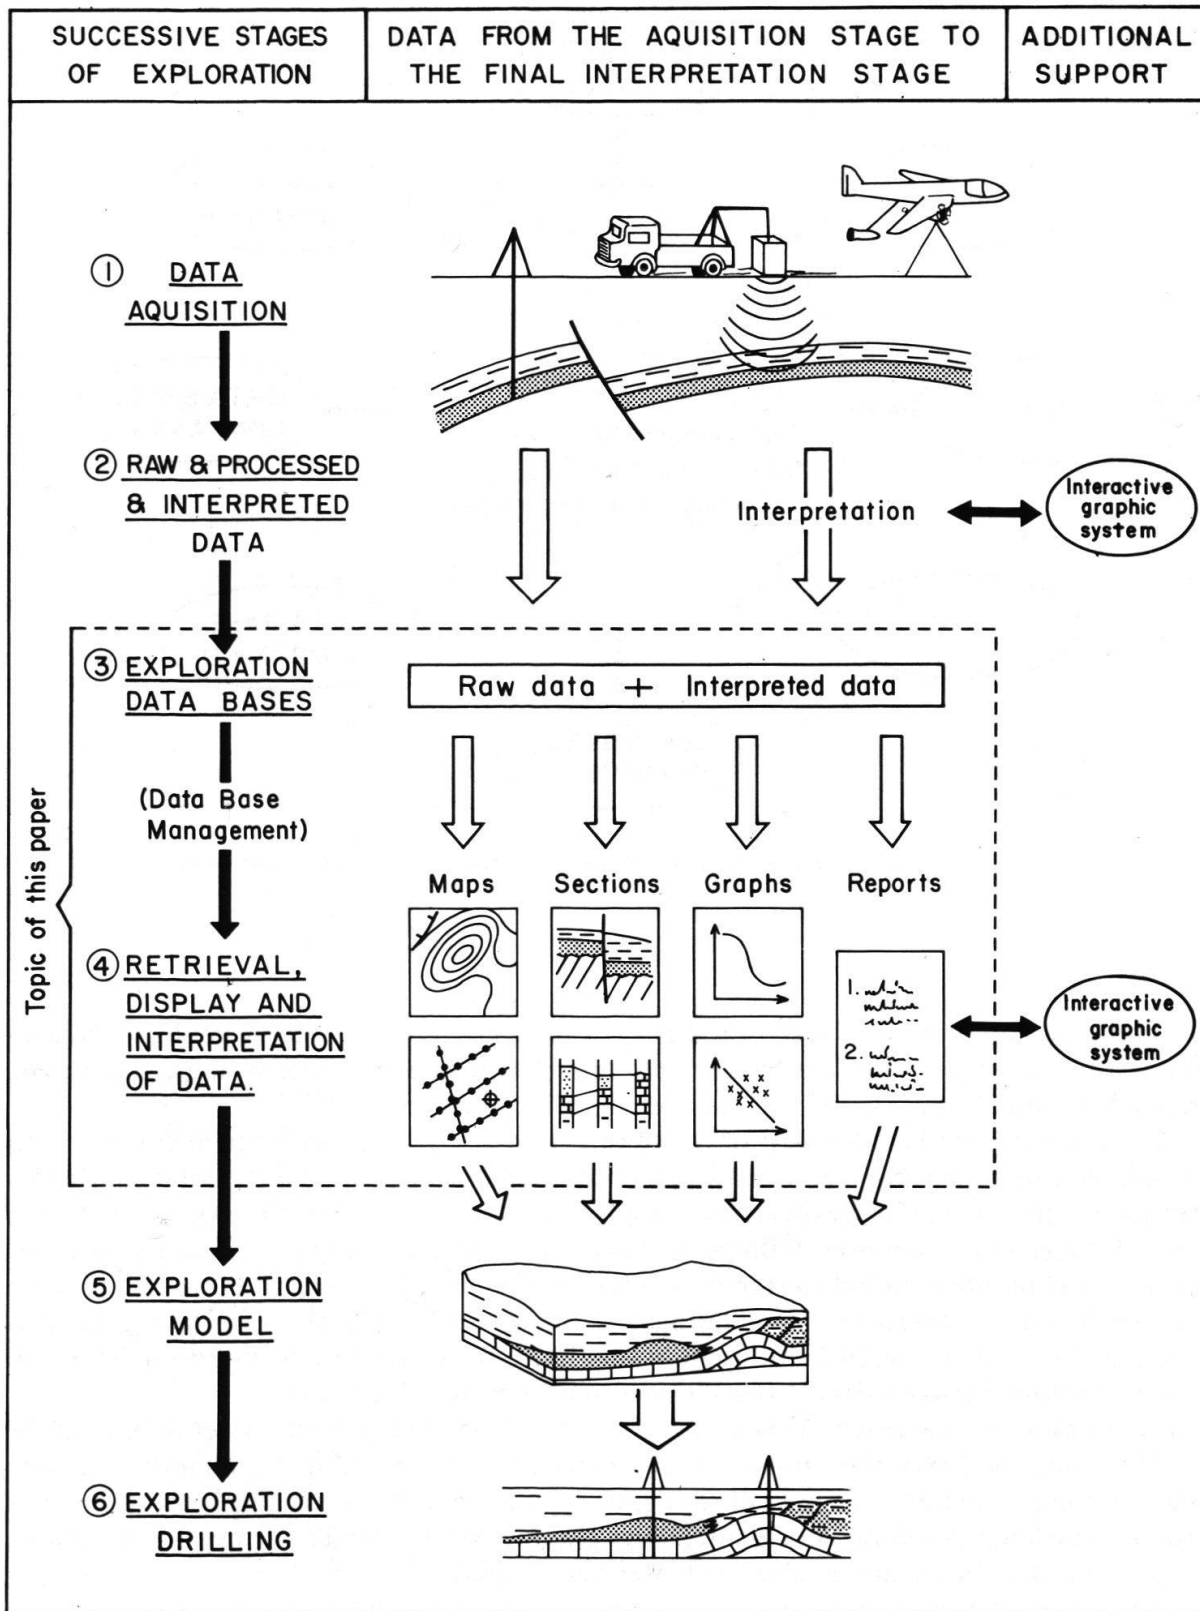 SUCCESSIVE STAGES
OF EXPLORATION
DATA FROM THE AQUISITION STAGE TO
THE FINAL INTERPRETATION STAGE
ADDITIONAL
SUPPORT
① DATA
AQUISITION
② RAW & PROCESSED
& INTERPRETED
DATA
Interpretation
Interactive
graphic
system
Topic of this paper
③ EXPLORATION
DATA BASES
Raw data + Interpreted data
(Data Base
Management)
Maps
Sections
Graphs
Reports
④ RETRIEVAL,
DISPLAY AND
INTERPRETATION
OF DATA.
1.
2.
Interactive
graphic
system
⑤ EXPLORATION
MODEL
⑥ EXPLORATION
DRILLING